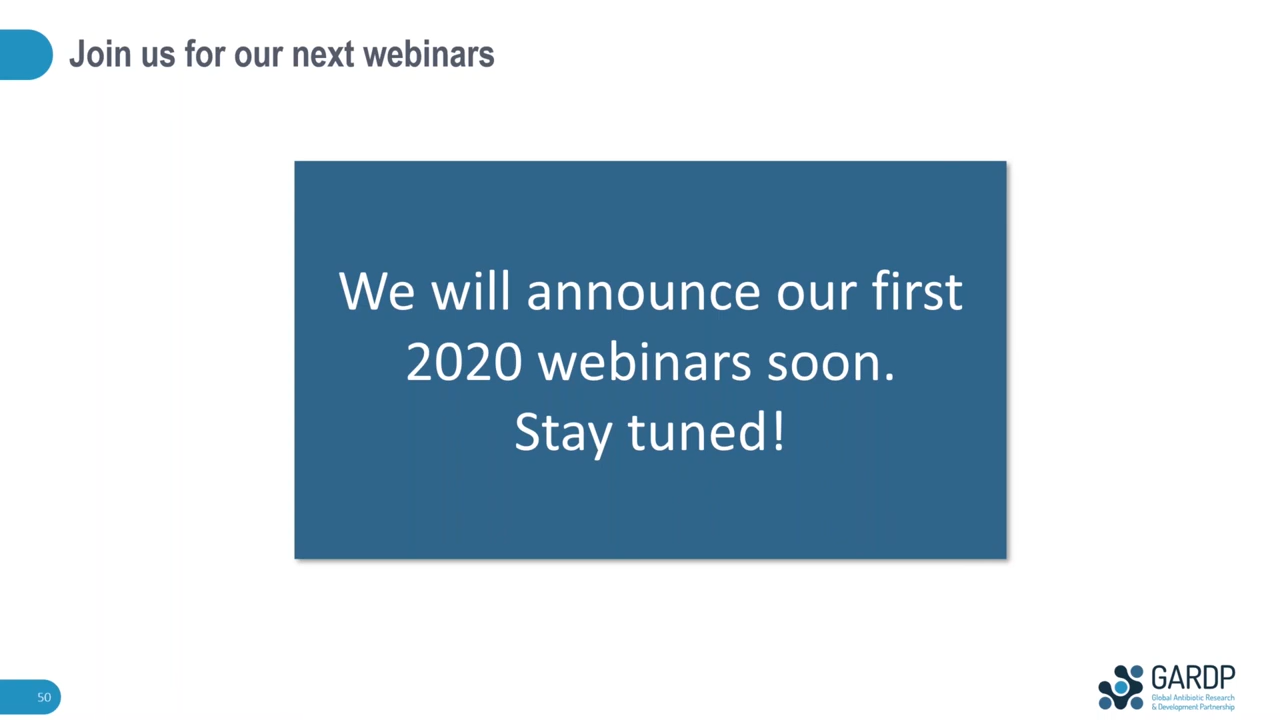 Join us for our next webinars
We will announce our first
2020 webinars soon.
Stay tuned!
50
GARDP
Global Antibiotic Research
& Development Partnership